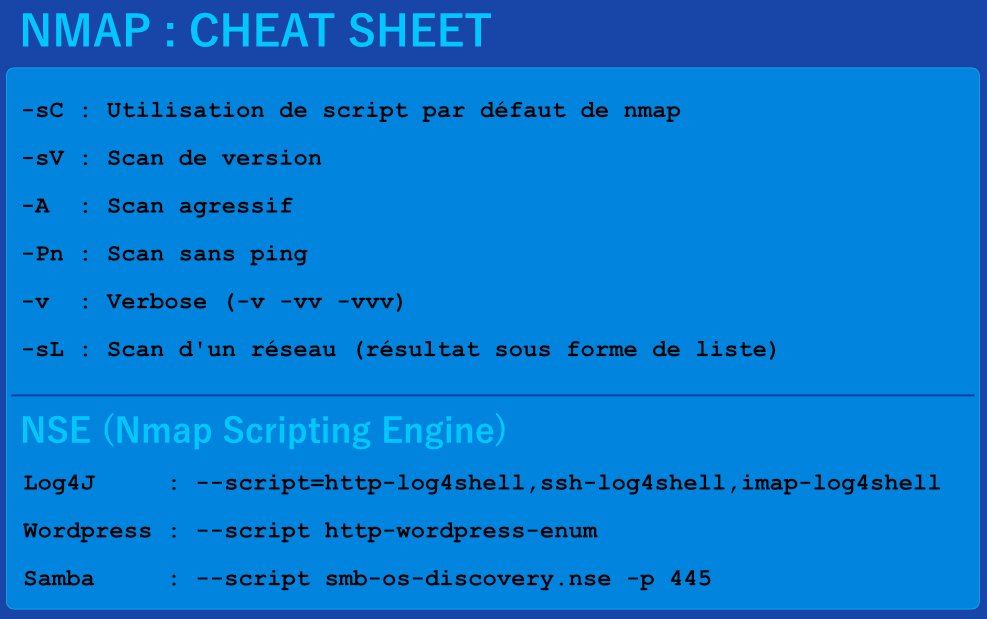 NMAP : CHEAT SHEET
-sC : Utilisation de script par défaut de nmap
-sV : Scan de version
-A  : Scan agressif
-Pn : Scan sans ping
-v  : Verbose (-v -vv -vvv)
-sL : Scan d'un réseau (résultat sous forme de liste)
NSE (Nmap Scripting Engine)
Log4J     : --script=http-log4shell,ssh-log4shell,imap-log4shell
Wordpress : --script http-wordpress-enum
Samba     : --script smb-os-discovery.nse -p 445